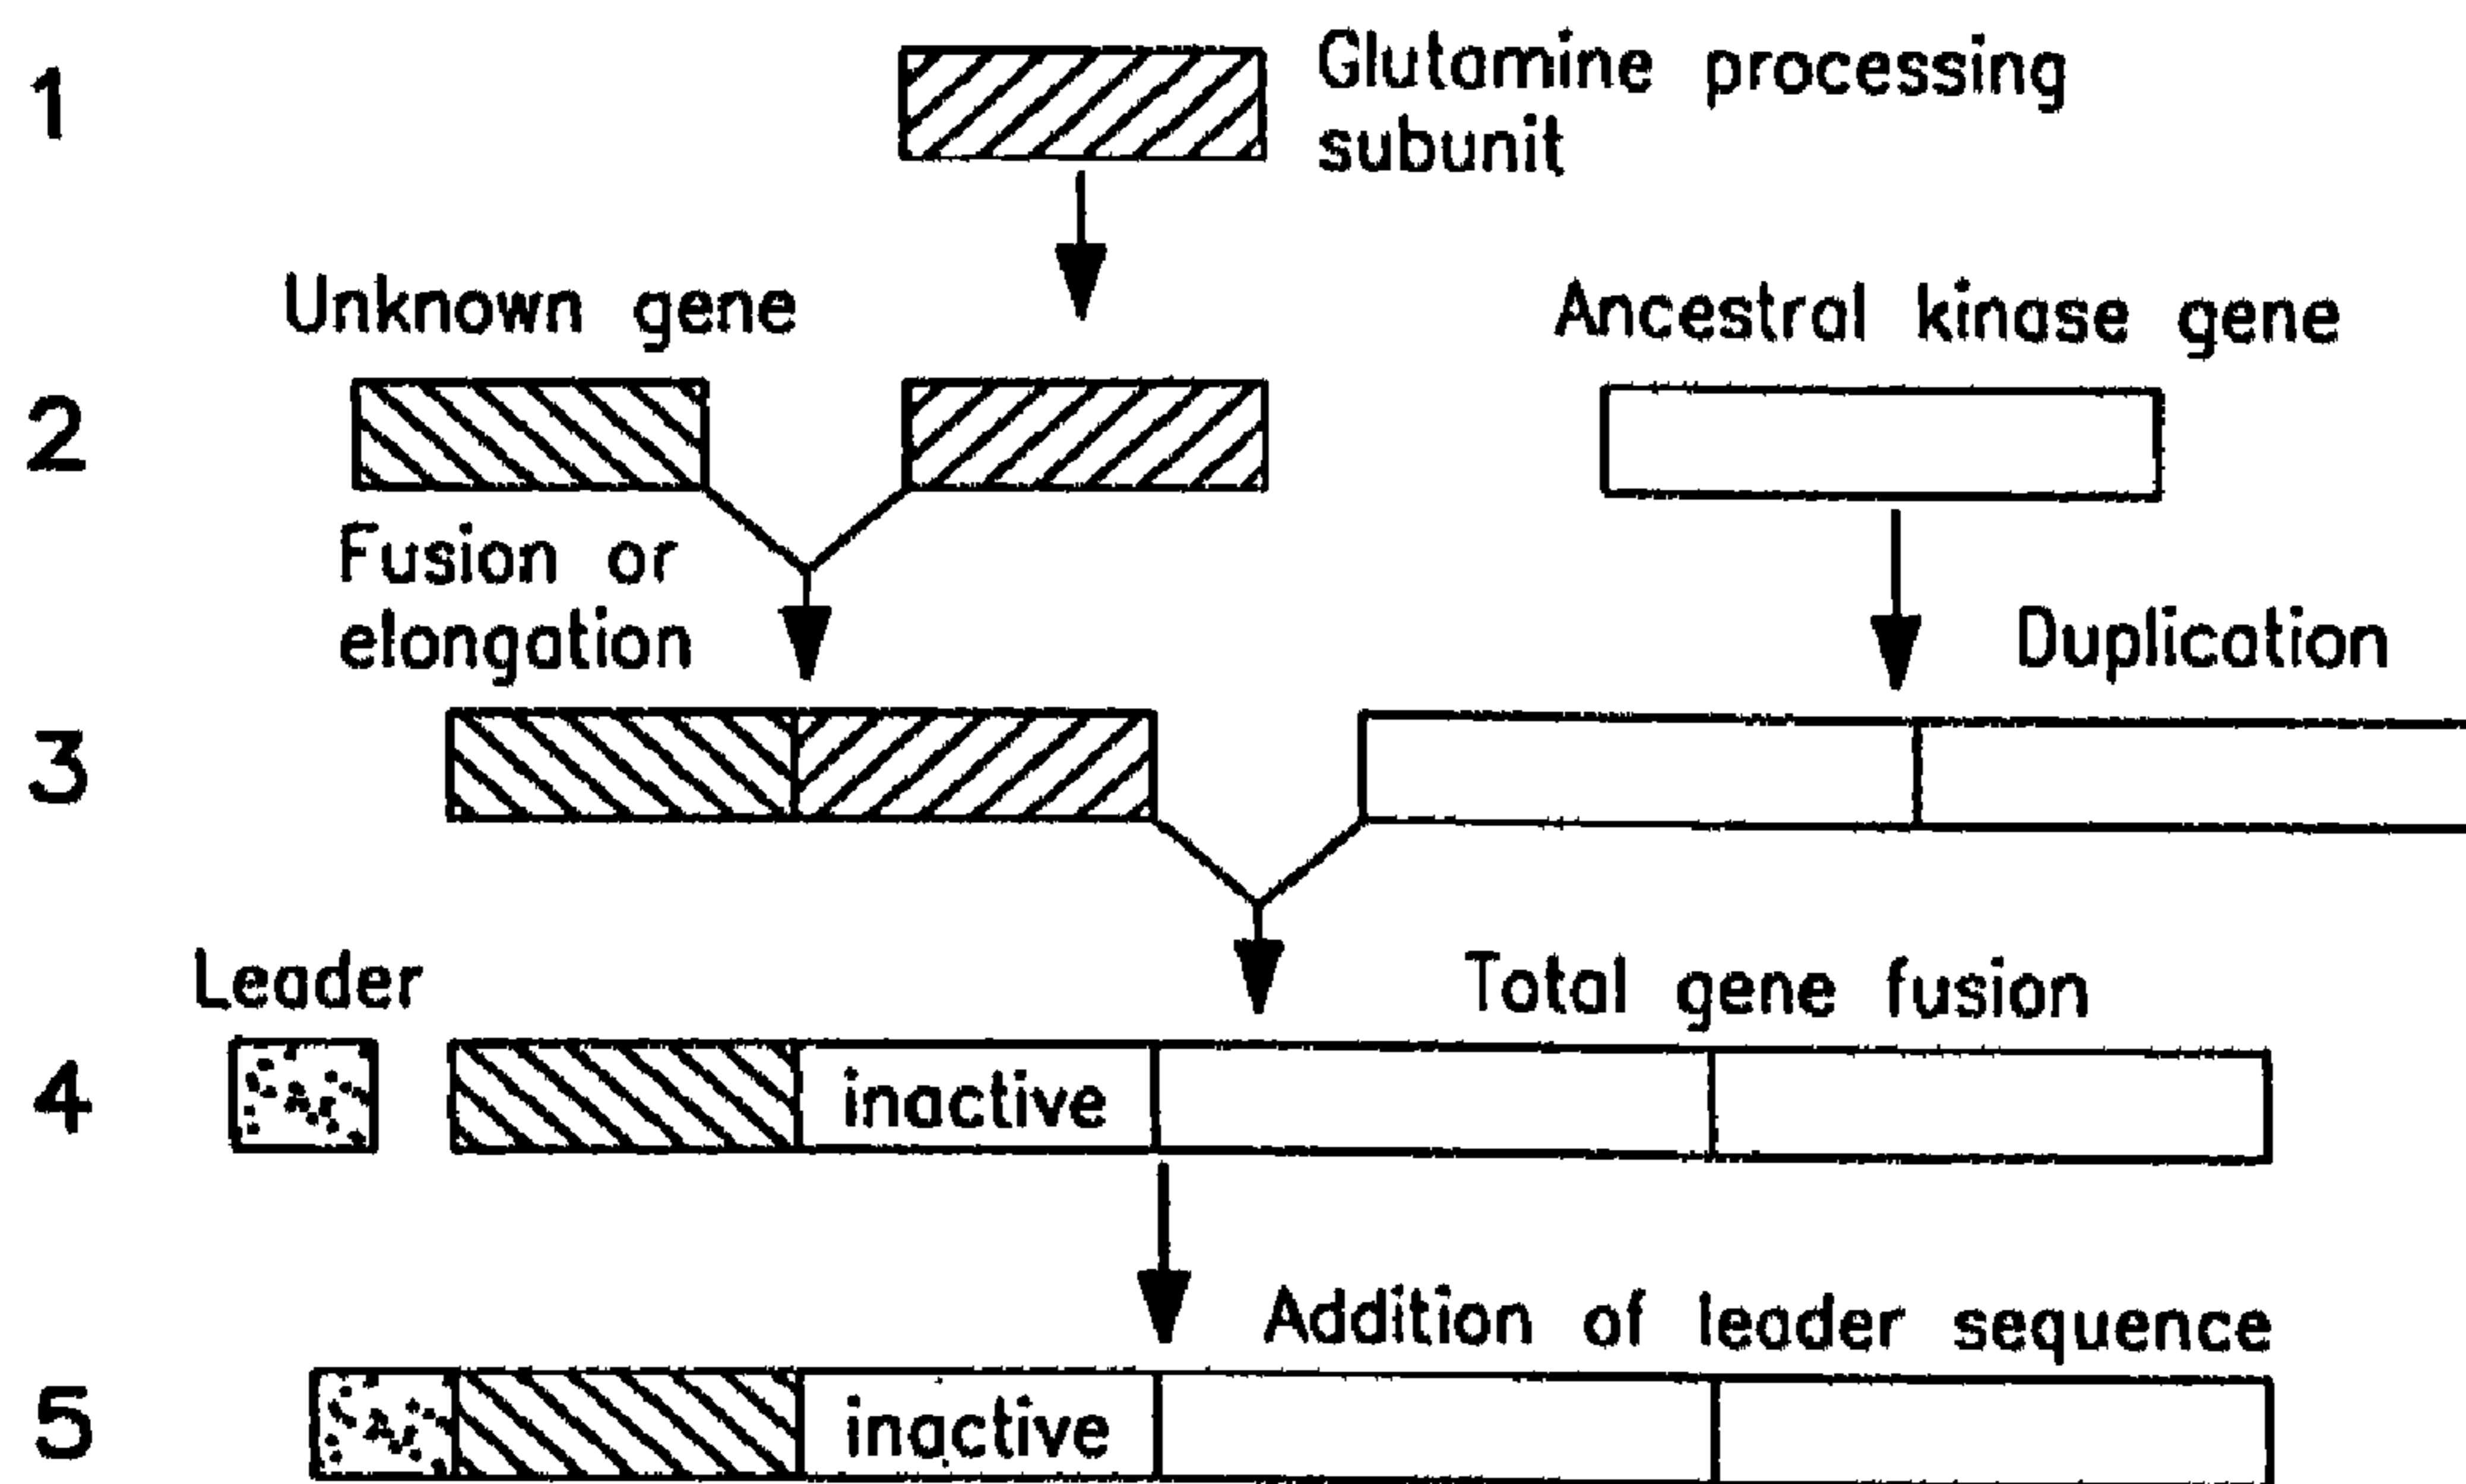 1
Glutamine processing
subunit
Unknown gene
Ancestral kinase gene
2
Fusion or
elongation
Duplication
3
Leader
Total gene fusion
4
inactive
Addition of leader sequence
5
inactive